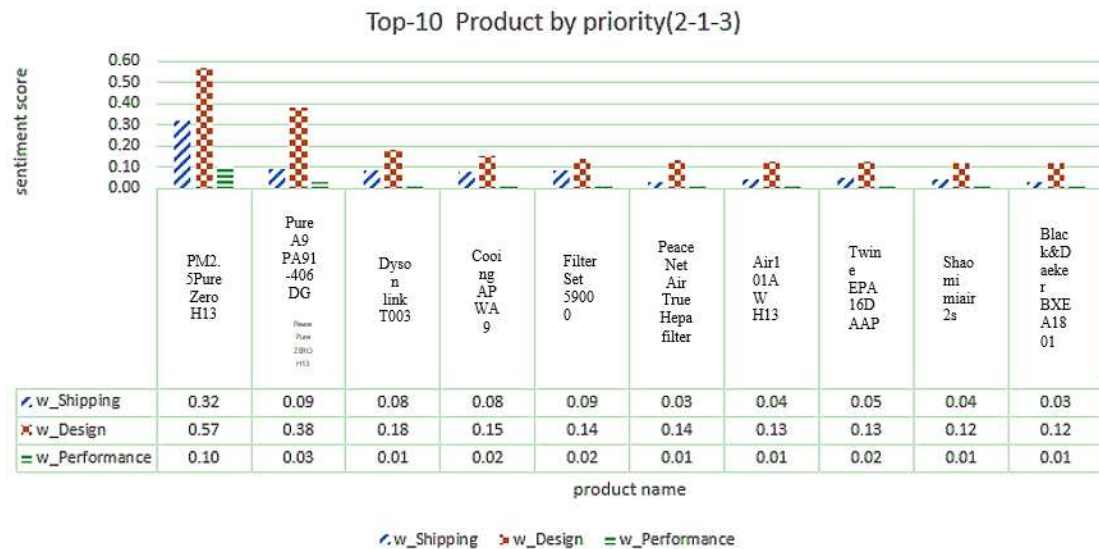 Top-10 Product by priority(2-1-3)
sentiment score
0.60
0.50
0.40
0.30
0.20
0.10
0.00
PM2.
5Pure
Zero
H13
Pure
A9
PA91
-406
DG
Peace
Pure
ZERO
H13
Dyso
n
link
T003
Cooi
ng
AP
WA
9
Filter
Set
5900
0
Peace
Net
Air
True
Hepa
filter
Air1
01A
W
H13
Twin
e
EPA
16D
AAP
Shao
mi
miair
2s
Blac
k&D
aeke
r
BXE
A18
01
w_Shipping 0.32 0.09 0.08 0.08 0.09 0.03 0.04 0.05 0.04 0.03
w_Design 0.57 0.38 0.18 0.15 0.14 0.14 0.13 0.13 0.12 0.12
w_Performance 0.10 0.03 0.01 0.02 0.02 0.01 0.01 0.02 0.01 0.01
product name
w_Shipping w_Design w_Performance